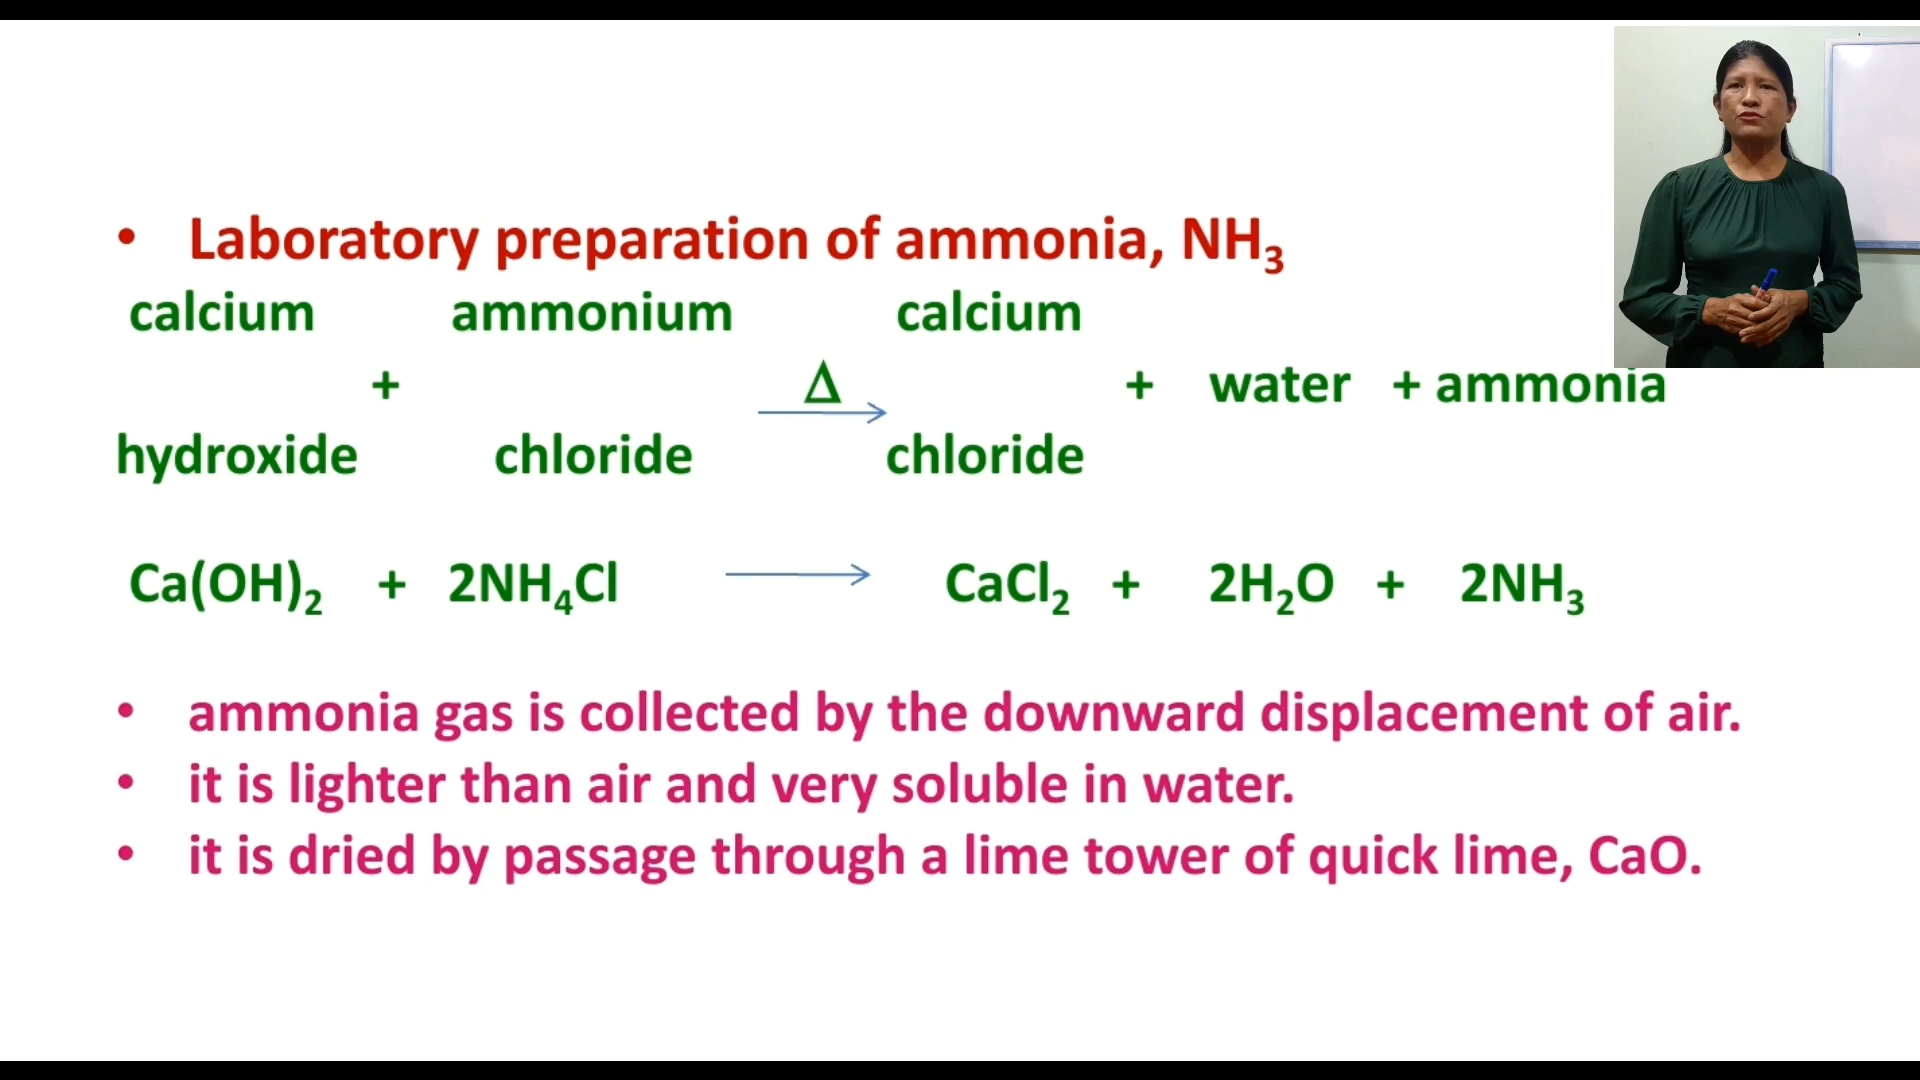 • Laboratory preparation of ammonia, NH₃
calcium ammonium calcium
+ Δ + water + ammonia
hydroxide chloride chloride
Ca(OH)₂ + 2NH₄Cl ⟶ CaCl₂ + 2H₂O + 2NH₃
• ammonia gas is collected by the downward displacement of air.
• it is lighter than air and very soluble in water.
• it is dried by passage through a lime tower of quick lime, CaO.